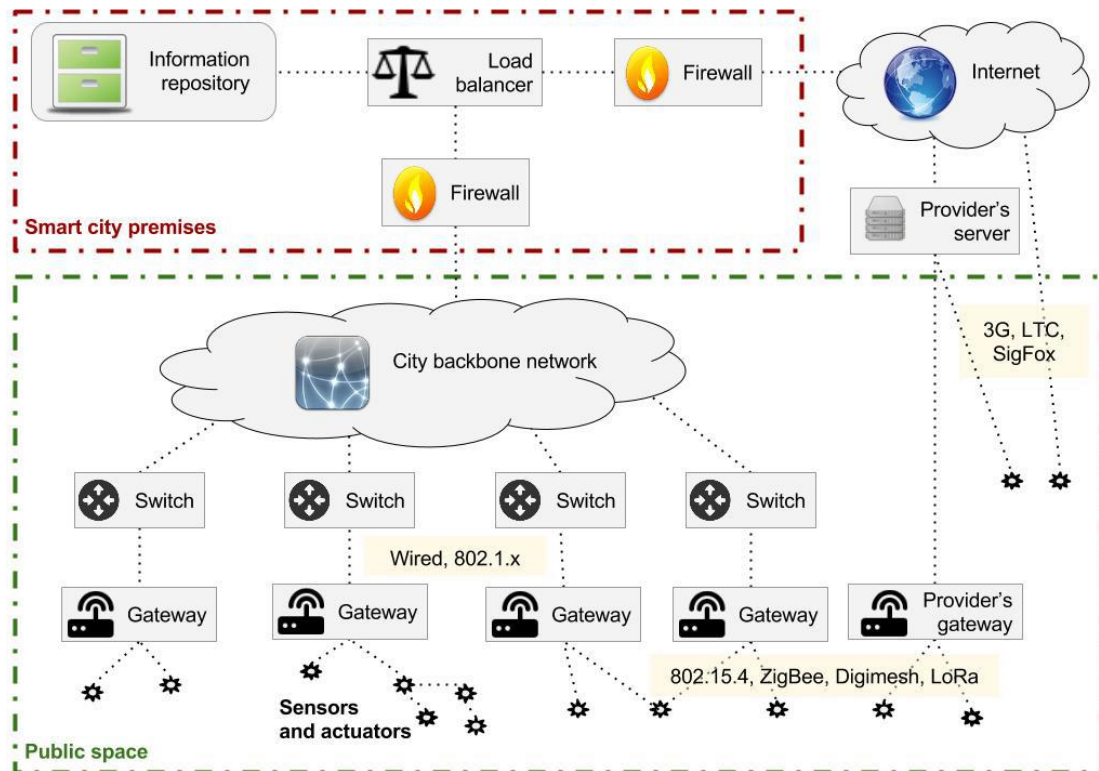 Information
repository
Load
balancer
Firewall
Internet
Firewall
Provider's
server
Smart city premises
3G, LTC,
SigFox
City backbone network
Switch
Switch
Switch
Switch
Wired, 802.1.x
Gateway
Gateway
Gateway
Gateway
Provider's
gateway
802.15.4, ZigBee, Digimesh, LoRa
Sensors
and actuators
Public space